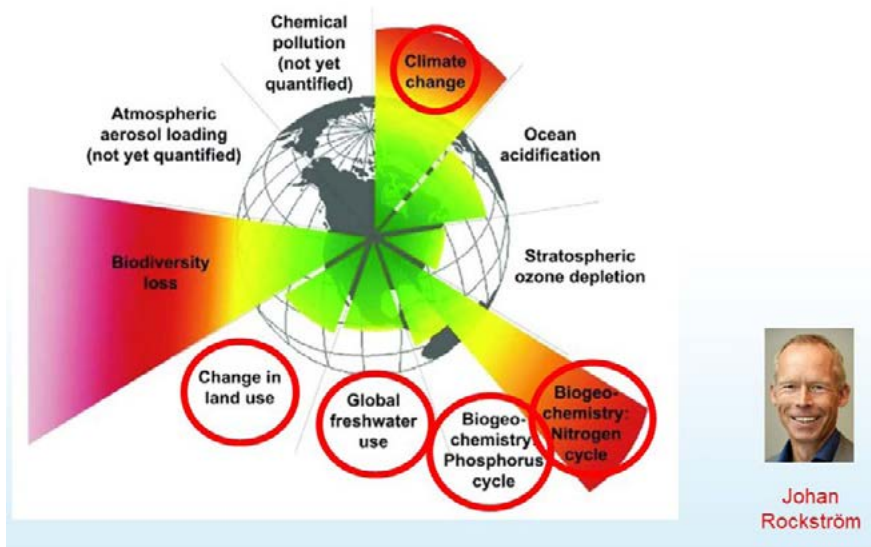 Chemical
pollution
(not yet
quantified)
Climate
change
Atmospheric
aerosol loading
(not yet quantified)
Ocean
acidification
Biodiversity
loss
Stratospheric
ozone depletion
Change in
land use
Global
freshwater
use
Biogeo-
chemistry:
Phosphorus
cycle
Biogeo-
chemistry:
Nitrogen
cycle
Johan
Rockström